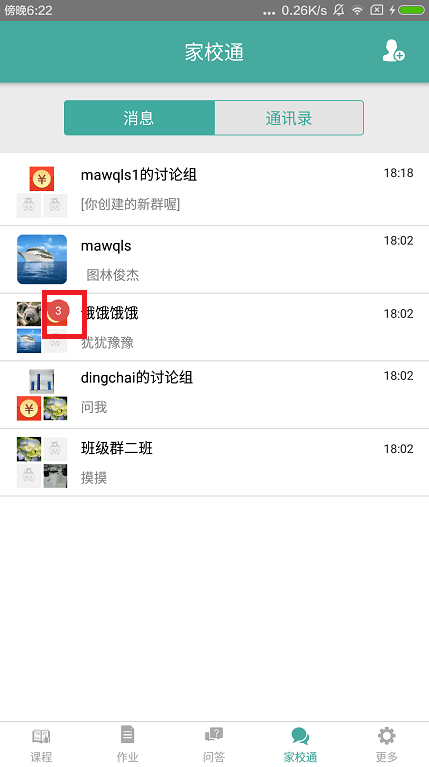 傍晚6:22
... 0.26K/s
家校通
消息
通讯录
mawqls1的讨论组
18:18
[你创建的新群喔]
mawqls
18:02
图林俊杰
3
饿饿饿饿
18:02
犹犹豫豫
dingchai的讨论组
18:02
问我
班级群二班
18:02
摸摸
课程
作业
问答
家校通
更多